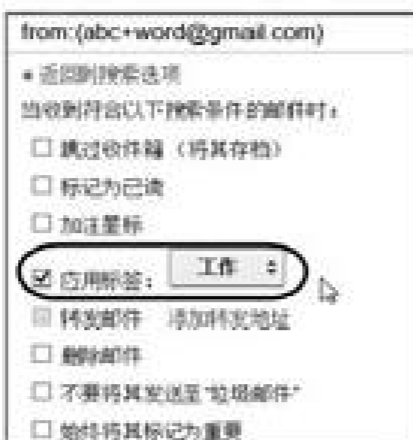 from:(abc+word@gmail.com)
« 返回到搜索选项
当收到符合以下搜索条件的邮件时：
跳过收件箱（将其存档）
标记为已读
加注星标
应用标签： 工作
转发邮件 添加转发地址
删除邮件
不要将其发送至“垃圾邮件”
始终将其标记为重要